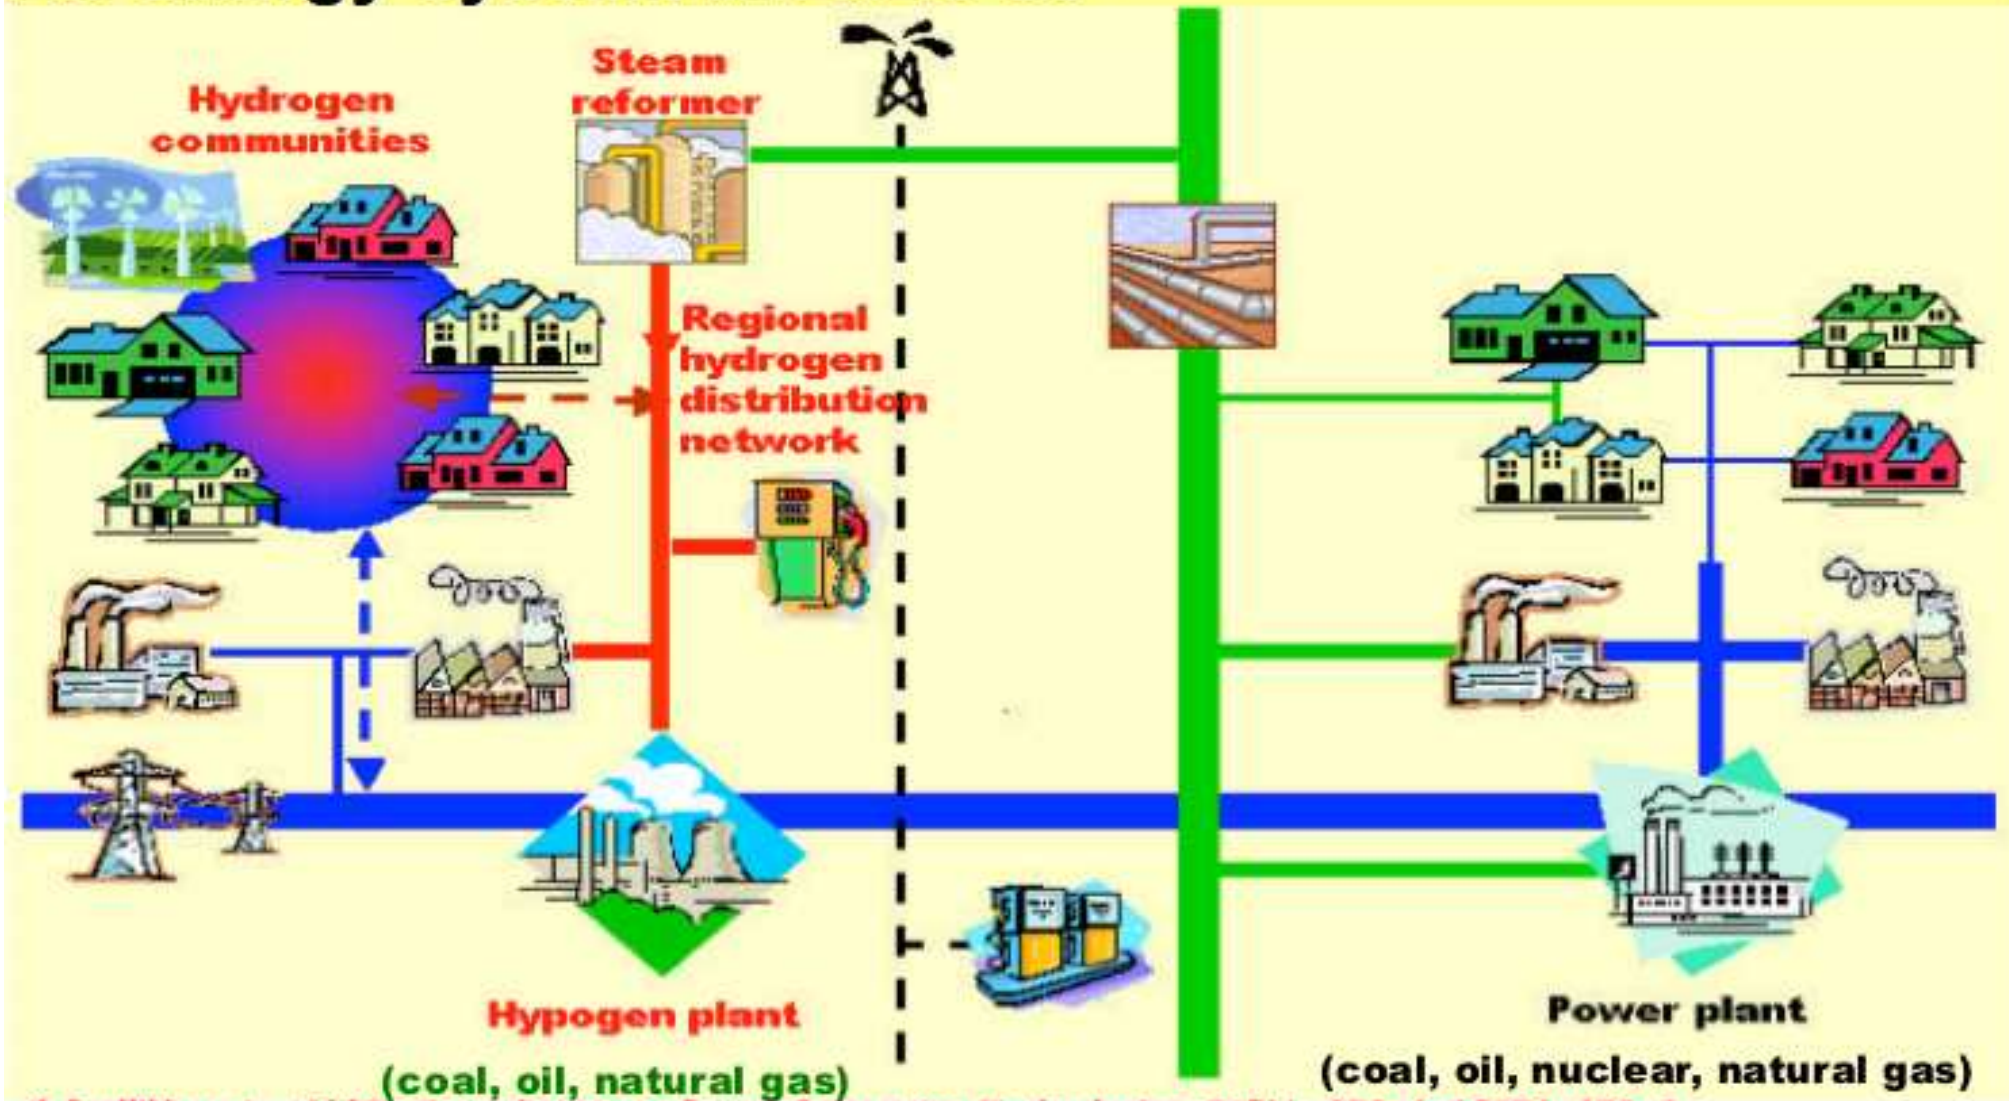 Steam
reformer
Hydrogen
communities
Regional
hydrogen
distribution
network
Hypogen plant
(coal, oil, natural gas)
Power plant
(coal, oil, nuclear, natural gas)